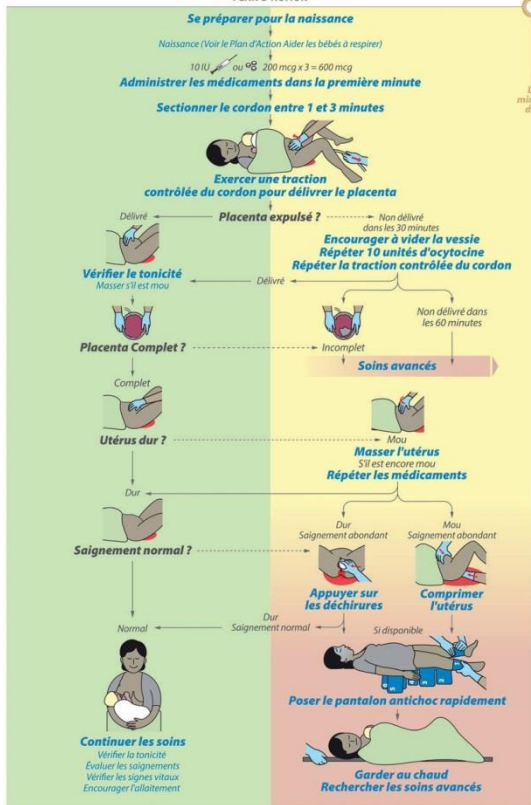 Se préparer pour la naissance
Naissance (Voir le Plan d'Action Aider les bébés à respirer)
10 IU ou 200 mcg x 3 = 600 mcg
Administrer les médicaments dans la première minute
Sectionner le cordon entre 1 et 3 minutes
Exercer une traction
contrôlée du cordon pour délivrer le placenta
Délivré
Placenta expulsé ?
Non délivré
dans les 30 minutes
Encourager à vider la vessie
Répéter 10 unités d'ocytocine
Répéter la traction contrôlée du cordon
Vérifier le tonicité
Masser s'il est mou
Délivré
Non délivré dans
les 60 minutes
Placenta Complet ?
Incomplet
Soins avancés
Complet
Utérus dur ?
Mou
Masser l'utérus
S'il est encore mou
Répéter les médicaments
Dur
Dur
Saignement abondant
Mou
Saignement abondant
Saignement normal ?
Appuyer sur
les déchirures
Comprimer
l'utérus
Normal
Dur
Saignement normal
Si disponible
Poser le pantalon antichoc rapidement
Continuer les soins
Vérifier la tonicité
Évaluer les saignements
Vérifier les signes vitaux
Encourager l'allaitement
Garder au chaud
Rechercher les soins avancés